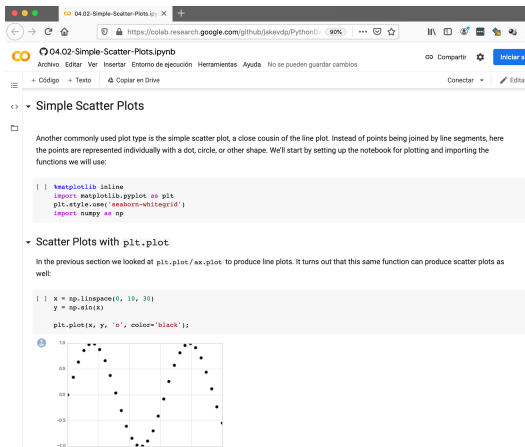 04.02-Simple-Scatter-Plots.ipy
https://colab.research.google.com/github/jakevdp/PythonD
90%
04.02-Simple-Scatter-Plots.ipynb
Compartir
Iniciar s
Archivo Editar Ver Insertar Entorno de ejecución Herramientas Ayuda No se pueden guardar cambios
+ Código + Texto Copiar en Drive
Conectar
Edita
Simple Scatter Plots
Another commonly used plot type is the simple scatter plot, a close cousin of the line plot. Instead of points being joined by line segments, here
the points are represented individually with a dot, circle, or other shape. We'll start by setting up the notebook for plotting and importing the
functions we will use:
[ ] %matplotlib inline
import matplotlib.pyplot as plt
plt.style.use('seaborn-whitegrid')
import numpy as np
Scatter Plots with plt.plot
In the previous section we looked at plt.plot/ax.plot to produce line plots. It turns out that this same function can produce scatter plots as
well:
[ ] x = np.linspace(0, 10, 30)
y = np.sin(x)
plt.plot(x, y, 'o', color='black');
1.0
0.5
0.0
-0.5
-1.0